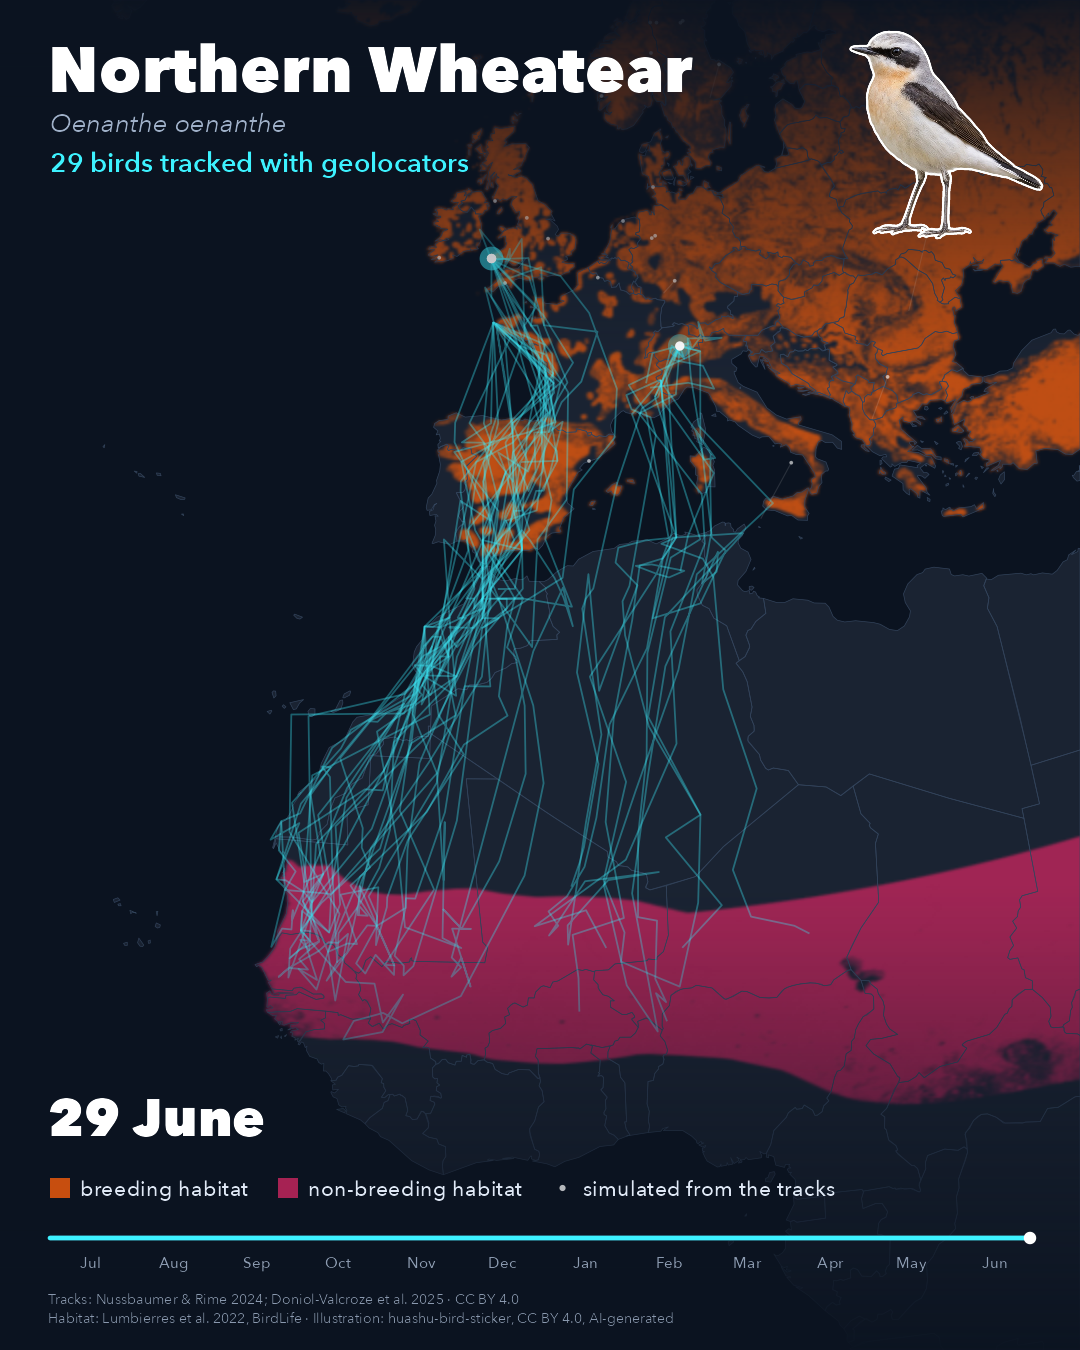 Northern Wheatear
Oenanthe oenanthe
29 birds tracked with geolocators
29 June
breeding habitat non-breeding habitat simulated from the tracks
Jul Aug Sep Oct Nov Dec Jan Feb Mar Apr May Jun
Tracks: Nussbaumer & Rime 2024; Doniol-Valcroze et al. 2025 · CC BY 4.0
Habitat: Lumbierres et al. 2022, BirdLife · Illustration: huashu-bird-sticker, CC BY 4.0, AI-generated